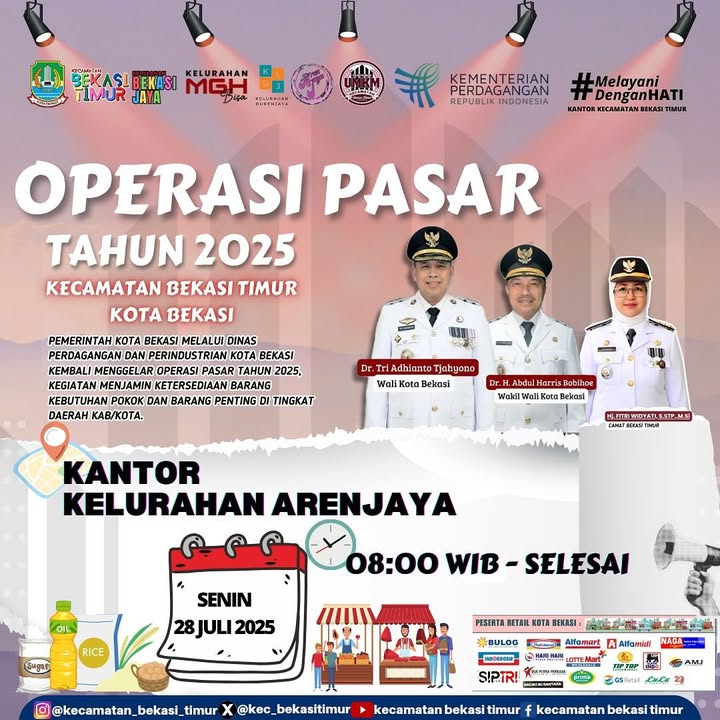 KECAMATAN
BEKASI
TIMUR
KELURAHAN
BEKASI
JAYA
KELURAHAN
MGH
Bisa
KELURAHAN
DURENJAYA
UMKM
KEMENTERIAN
PERDAGANGAN
REPUBLIK INDONESIA
#Melayani
DenganHATI
KANTOR KECAMATAN BEKASI TIMUR
OPERASI PASAR
TAHUN 2025
KECAMATAN BEKASI TIMUR
KOTA BEKASI
PEMERINTAH KOTA BEKASI MELALUI DINAS
PERDAGANGAN DAN PERINDUSTRIAN KOTA BEKASI
KEMBALI MENGGELAR OPERASI PASAR TAHUN 2025,
KEGIATAN MENJAMIN KETERSEDIAAN BARANG
KEBUTUHAN POKOK DAN BARANG PENTING DI TINGKAT
DAERAH KAB/KOTA.
Dr. Tri Adhianto Tjahyono
Wali Kota Bekasi
Dr. H. Abdul Harris Bobihoe
Wakil Wali Kota Bekasi
Hj. FITRI WIDYATI, S.STP., M.Si
CAMAT BEKASI TIMUR
KANTOR
KELURAHAN ARENJAYA
08:00 WIB - SELESAI
SENIN
28 JULI 2025
Sugar
OIL
RICE
PESERTA RETAIL KOTA BEKASI :
BULOG
Indomaret
Alfamart
Alfamidi
NAGA
INDOGROSIR
HARI HARI
LOTTE Mart
TIP TOP
AMJ
prima
GS Retail
LuLu
@kecamatan_bekasi_timur
@kec_bekasitimur
kecamatan bekasi timur
kecamatan bekasi timur